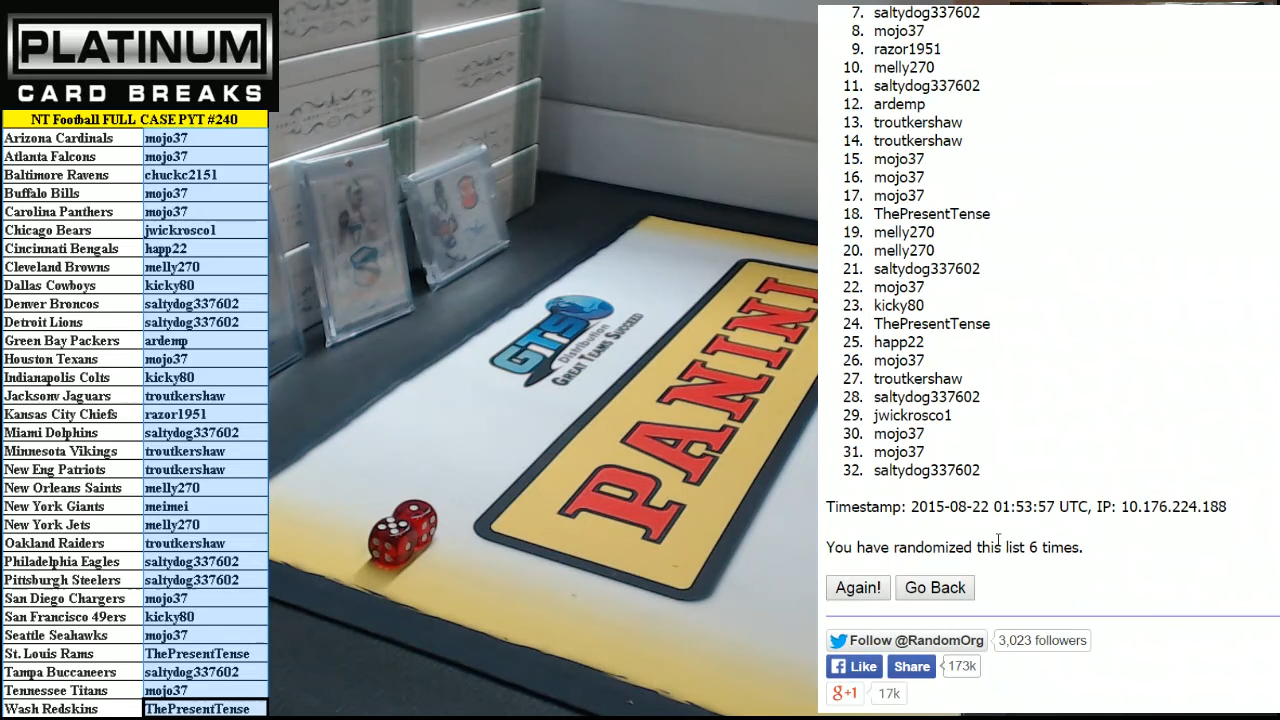 PLATINUM
CARD BREAKS
NT Football FULL CASE PYT #240
Arizona Cardinals mojo37
Atlanta Falcons mojo37
Baltimore Ravens chuckc2151
Buffalo Bills mojo37
Carolina Panthers mojo37
Chicago Bears jwickrosco1
Cincinnati Bengals happ22
Cleveland Browns melly270
Dallas Cowboys kicky80
Denver Broncos saltydog337602
Detroit Lions saltydog337602
Green Bay Packers ardemp
Houston Texans mojo37
Indianapolis Colts kicky80
Jacksonv Jaguars troutkershaw
Kansas City Chiefs razor1951
Miami Dolphins saltydog337602
Minnesota Vikings troutkershaw
New Eng Patriots troutkershaw
New Orleans Saints melly270
New York Giants meimei
New York Jets melly270
Oakland Raiders troutkershaw
Philadelphia Eagles saltydog337602
Pittsburgh Steelers saltydog337602
San Diego Chargers mojo37
San Francisco 49ers kicky80
Seattle Seahawks mojo37
St. Louis Rams ThePresentTense
Tampa Buccaneers saltydog337602
Tennessee Titans mojo37
Wash Redskins ThePresentTense
GTS
Distribution
GREAT TEAMS SUCCEED
PANINI
7. saltydog337602
8. mojo37
9. razor1951
10. melly270
11. saltydog337602
12. ardemp
13. troutkershaw
14. troutkershaw
15. mojo37
16. mojo37
17. mojo37
18. ThePresentTense
19. melly270
20. melly270
21. saltydog337602
22. mojo37
23. kicky80
24. ThePresentTense
25. happ22
26. mojo37
27. troutkershaw
28. saltydog337602
29. jwickrosco1
30. mojo37
31. mojo37
32. saltydog337602
Timestamp: 2015-08-22 01:53:57 UTC, IP: 10.176.224.188
You have randomized this list 6 times.
Again! Go Back
Follow @RandomOrg 3,023 followers
Like Share 173k
g+1 17k